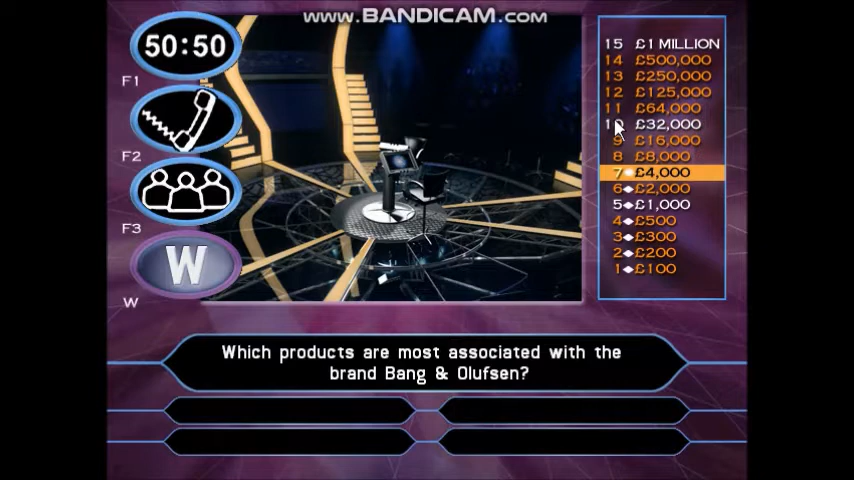 www.BANDICAM.com
50:50
F1
F2
F3
W
W
15 £1 MILLION
14 £500,000
13 £250,000
12 £125,000
11 £64,000
10 £32,000
9 £16,000
8 £8,000
7 £4,000
6 £2,000
5 £1,000
4 £500
3 £300
2 £200
1 £100
Which products are most associated with the
brand Bang & Olufsen?